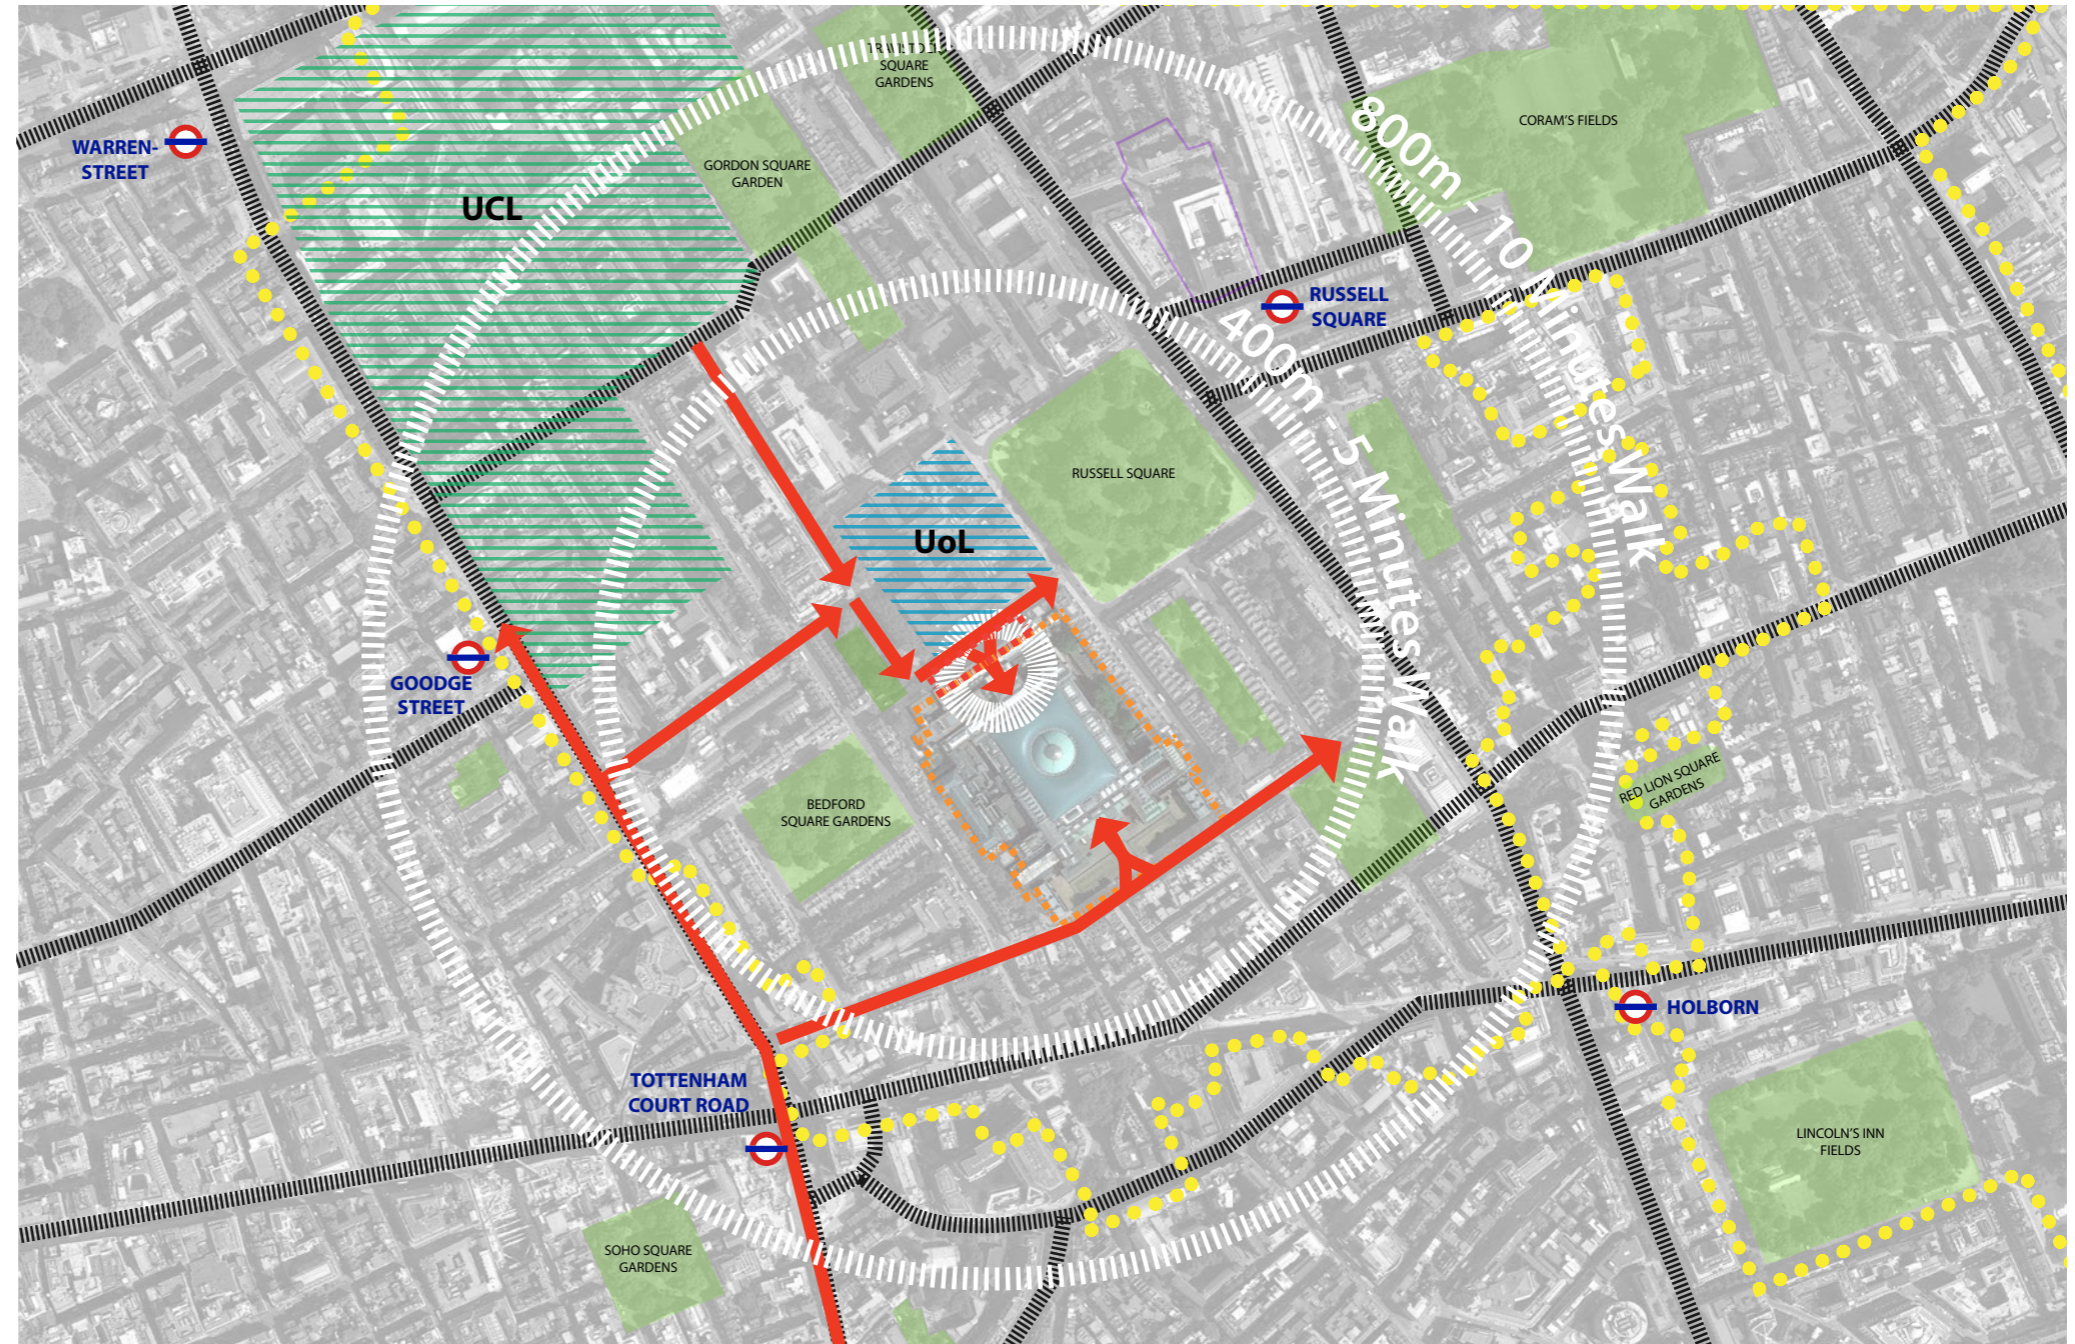 TAVISTOCK
SQUARE
GARDENS
CORAM'S FIELDS
WARREN-
STREET
GORDON SQUARE
GARDEN
UCL
800m - 10 Minutes Walk
RUSSELL
SQUARE
400m - 5 Minutes Walk
RUSSELL SQUARE
UoL
GOODGE
STREET
BEDFORD
SQUARE GARDENS
RED LION SQUARE
GARDENS
HOLBORN
TOTTENHAM
COURT ROAD
LINCOLN'S INN
FIELDS
SOHO SQUARE
GARDENS